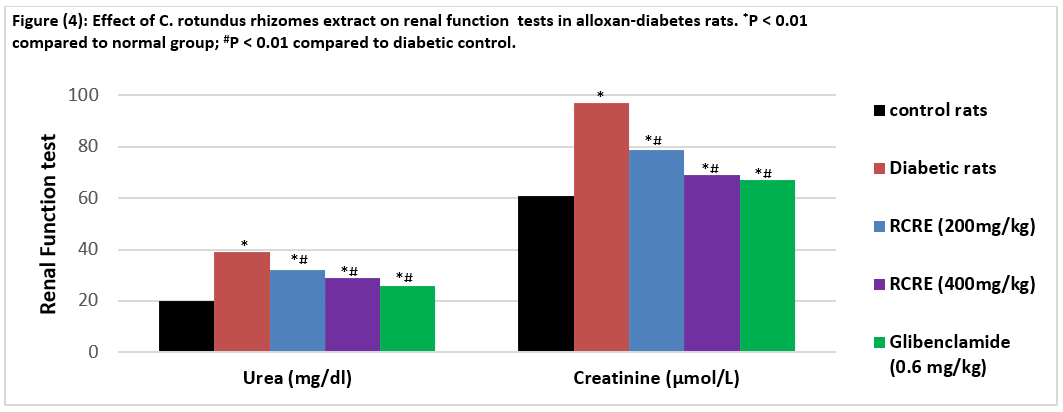 Figure (4): Effect of C. rotundus rhizomes extract on renal function tests in alloxan-diabetes rats. *P < 0.01
compared to normal group; #P < 0.01 compared to diabetic control.
Renal Function test
100
80
60
40
20
0
*
*#
*#
*#
*
*#
*#
*#
Urea (mg/dl)
Creatinine (µmol/L)
control rats
Diabetic rats
RCRE (200mg/kg)
RCRE (400mg/kg)
Glibenclamide
(0.6 mg/kg)